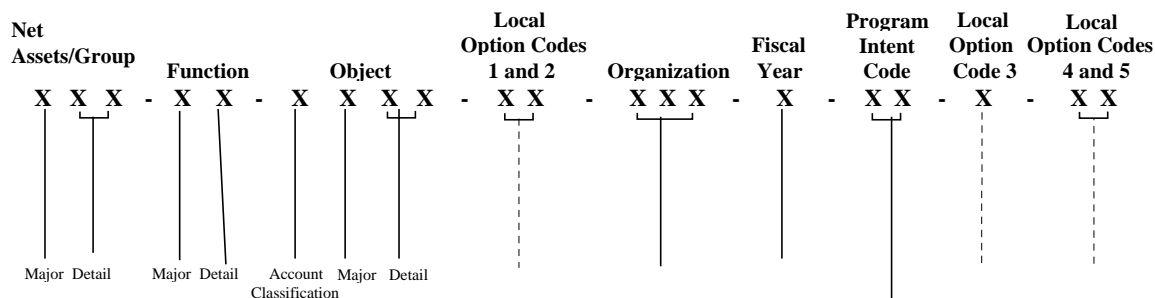 Net
Assets/Group
Function
Object
Local
Option Codes
1 and 2
Organization
Fiscal
Year
Program
Intent
Code
Local
Option
Code 3
Local
Option Codes
4 and 5
X X X - X X - X X X X - X X - X X X - X - X X - X - X X
Major Detail Major Detail Account Major Detail
Classification